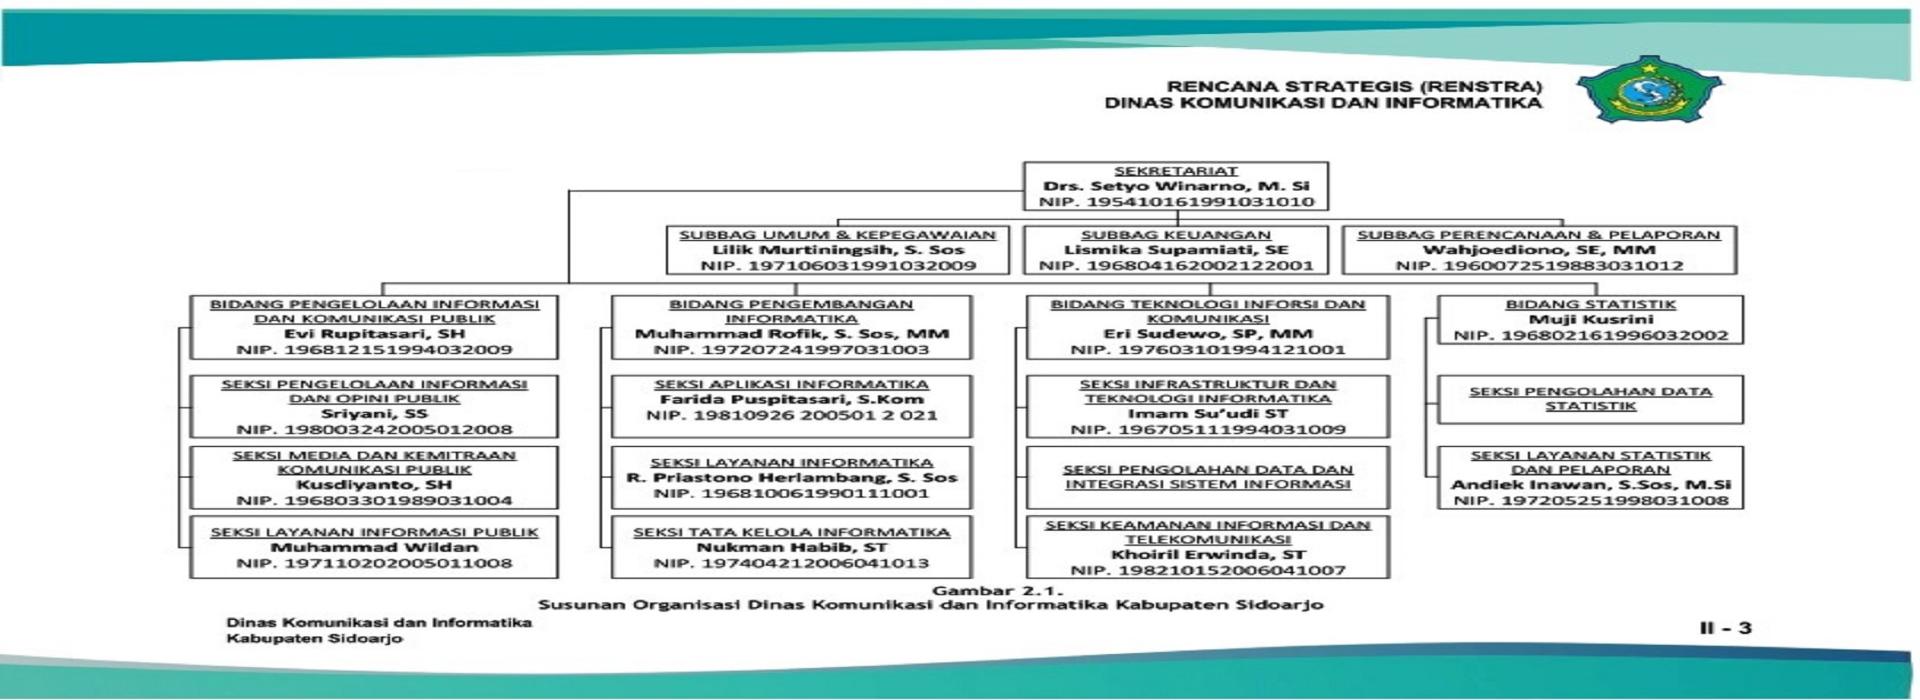 RENCANA STRATEGIS (RENSTRA)
DINAS KOMUNIKASI DAN INFORMATIKA
SEKRETARIAT
Drs. Setyo Winarno, M. Si
NIP. 195410161991031010
SUBBAG UMUM & KEPEGAWAIAN
Lilik Murtiningsih, S. Sos
NIP. 197106031991032009
SUBBAG KEUANGAN
Lismika Supamiati, SE
NIP. 196804162002122001
SUBBAG PERENCANAAN & PELAPORAN
Wahjoediono, SE, MM
NIP. 1960072519883031012
BIDANG PENGELOLAAN INFORMASI
DAN KOMUNIKASI PUBLIK
Evi Rupitasari, SH
NIP. 196812151994032009
SEKSI PENGELOLAAN INFORMASI
DAN OPINI PUBLIK
Sriyani, SS
NIP. 198003242005012008
SEKSI MEDIA DAN KEMITRAAN
KOMUNIKASI PUBLIK
Kusdiyanto, SH
NIP. 196803301989031004
SEKSI LAYANAN INFORMASI PUBLIK
Muhammad Wildan
NIP. 197110202005011008
BIDANG PENGEMBANGAN
INFORMATIKA
Muhammad Rofik, S. Sos, MM
NIP. 197207241997031003
SEKSI APLIKASI INFORMATIKA
Farida Puspitasari, S.Kom
NIP. 19810926 200501 2 021
SEKSI LAYANAN INFORMATIKA
R. Priastono Herlambang, S. Sos
NIP. 196810061990111001
SEKSI TATA KELOLA INFORMATIKA
Nukman Habib, ST
NIP. 197404212006041013
BIDANG TEKNOLOGI INFORSI DAN
KOMUNIKASI
Eri Sudewo, SP, MM
NIP. 197603101994121001
SEKSI INFRASTRUKTUR DAN
TEKNOLOGI INFORMATIKA
Imam Su'udi ST
NIP. 196705111994031009
SEKSI PENGOLAHAN DATA DAN
INTEGRASI SISTEM INFORMASI
SEKSI KEAMANAN INFORMASI DAN
TELEKOMUNIKASI
Khoiril Erwinda, ST
NIP. 198210152006041007
BIDANG STATISTIK
Muji Kusrini
NIP. 196802161996032002
SEKSI PENGOLAHAN DATA
STATISTIK
SEKSI LAYANAN STATISTIK
DAN PELAPORAN
Andiek Inawan, S.Sos, M.Si
NIP. 197205251998031008
Gambar 2.1.
Susunan Organisasi Dinas Komunikasi dan Informatika Kabupaten Sidoarjo
Dinas Komunikasi dan Informatika
Kabupaten Sidoarjo
II - 3